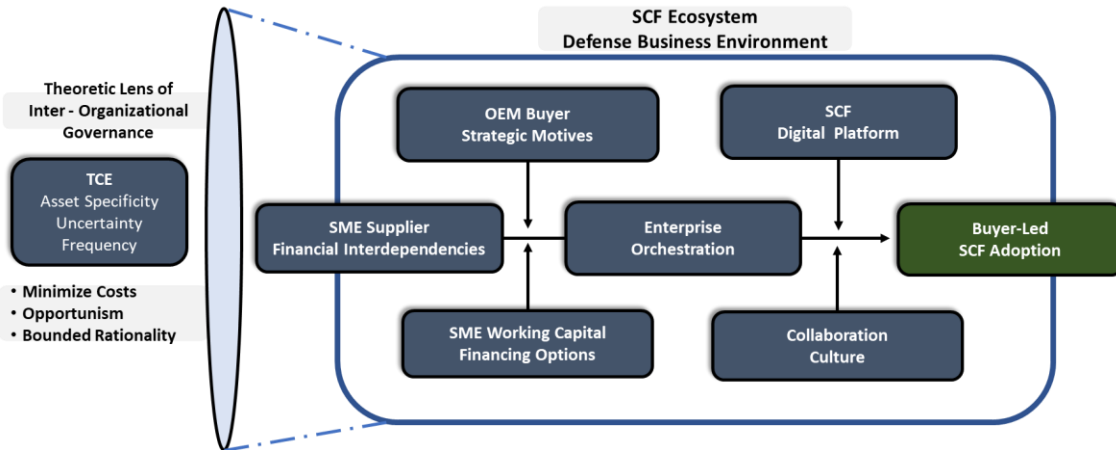 SCF Ecosystem
Defense Business Environment
Theoretic Lens of
Inter - Organizational
Governance
TCE
Asset Specificity
Uncertainty
Frequency
• Minimize Costs
• Opportunism
• Bounded Rationality
OEM Buyer
Strategic Motives
SCF
Digital Platform
SME Supplier
Financial Interdependencies
Enterprise
Orchestration
Buyer-Led
SCF Adoption
SME Working Capital
Financing Options
Collaboration
Culture